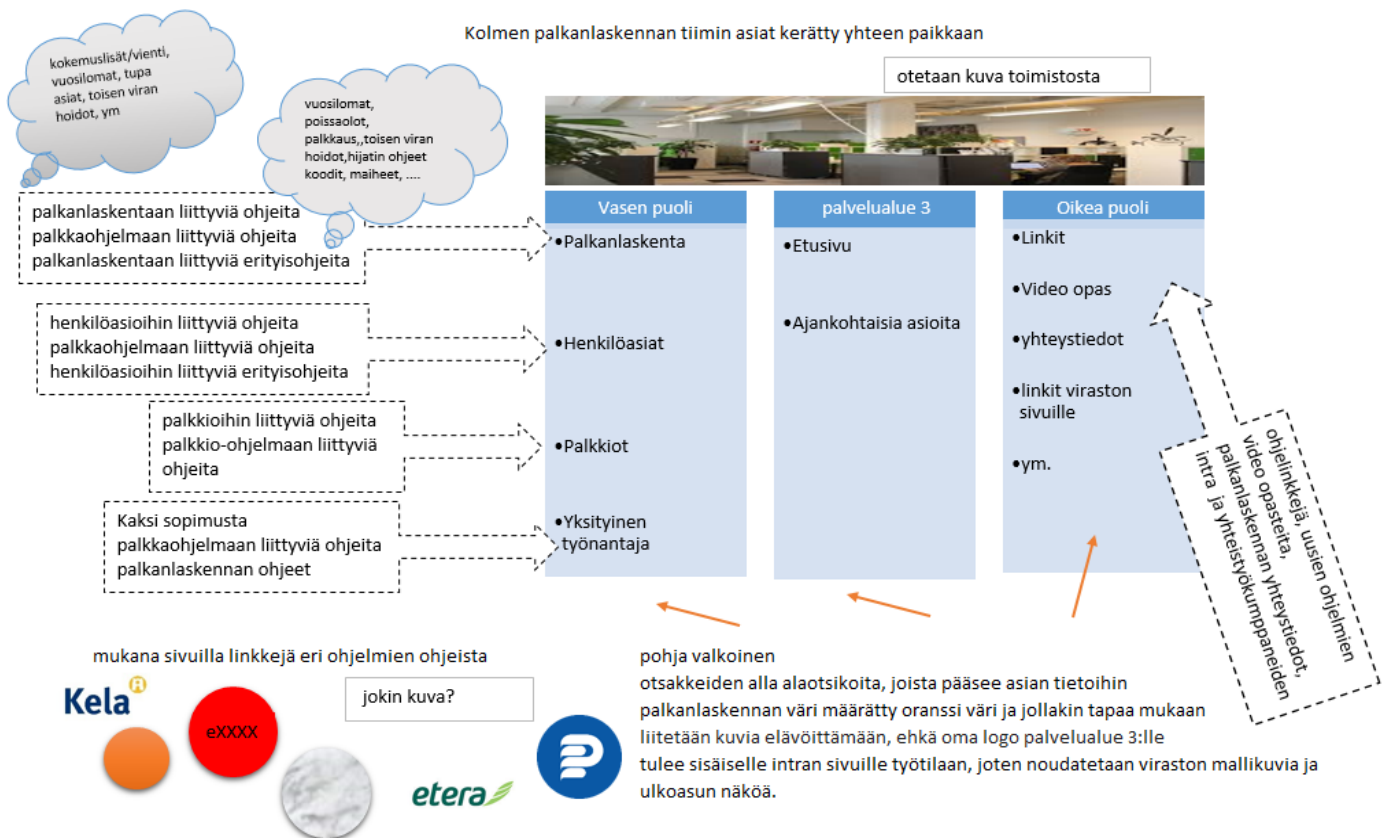 Kolmen palkanlaskennan tiimin asiat kerätty yhteen paikkaan
otetaan kuva toimistosta
kokemuslisät/vienti,
vuosilomat, tupa
asiat, toisen viran
hoidot, ym
vuosilomat,
poissaolot,
palkkaus,,toisen viran
hoidot,hijatin ohjeet
koodit, maiheet, ....
palkanlaskentaan liittyviä ohjeita
palkkaohjelmaan liittyviä ohjeita
palkanlaskentaan liittyviä erityisohjeita
henkilöasioihin liittyviä ohjeita
palkkaohjelmaan liittyviä ohjeita
henkilöasioihin liittyviä erityisohjeita
palkkioihin liittyviä ohjeita
palkkio-ohjelmaan liittyviä
ohjeita
Kaksi sopimusta
palkkaohjelmaan liittyviä ohjeita
palkanlaskennan ohjeet
Vasen puoli
•Palkanlaskenta
•Henkilöasiat
•Palkkiot
•Yksityinen
työnantaja
palvelualue 3
•Etusivu
•Ajankohtaisia asioita
Oikea puoli
•Linkit
•Video opas
•yhteystiedot
•linkit viraston
sivuille
•ym.
ohjelinkkejä, uusien ohjelmien
video opasteita,
palkanlaskennan yhteystiedot,
intra ja yhteistyökumppaneiden
mukana sivuilla linkkejä eri ohjelmien ohjeista
Kela
eXXXX
jokin kuva?
etera
pohja valkoinen
otsakkeiden alla alaotsikoita, joista pääsee asian tietoihin
palkanlaskennan väri määrätty oranssi väri ja jollakin tapaa mukaan
liitetään kuvia elävöittämään, ehkä oma logo palvelualue 3:lle
tulee sisäiselle intran sivuille työtilaan, joten noudatetaan viraston mallikuvia ja
ulkoasun näköä.